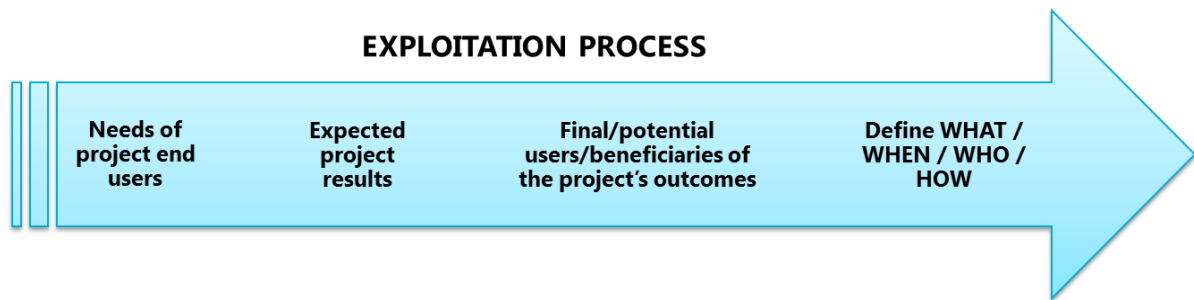 EXPLOITATION PROCESS
Needs of
project end
users
Expected
project
results
Final/potential
users/beneficiaries of
the project's outcomes
Define WHAT /
WHEN / WHO /
HOW